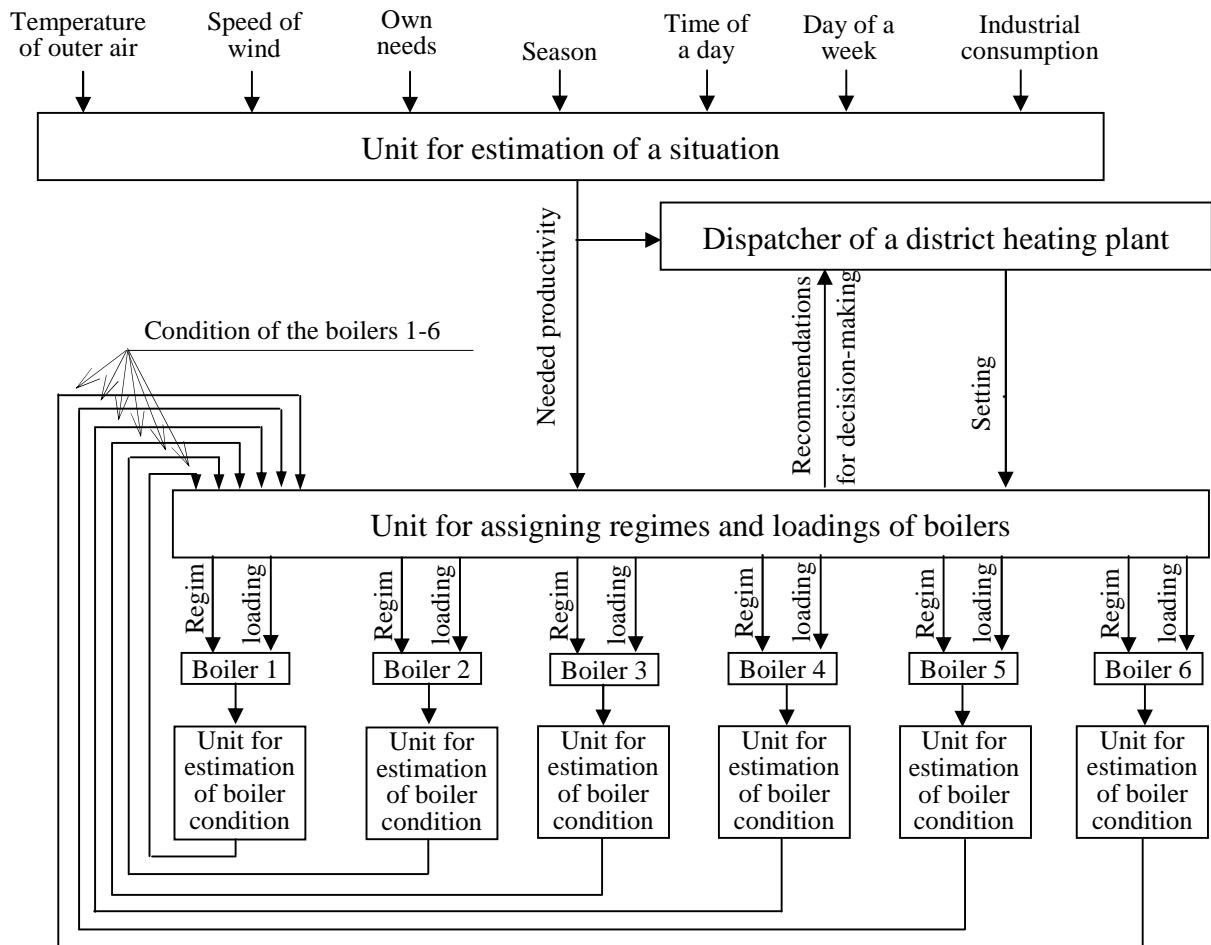 Temperature
of outer air
Speed of
wind
Own
needs
Season
Time of
a day
Day of a
week
Industrial
consumption
Unit for estimation of a situation
Dispatcher of a district heating plant
Needed productivity
Recommendations
for decision-making
Setting
Condition of the boilers 1-6
Unit for assigning regimes and loadings of boilers
Regim
loading
Regim
loading
Regim
loading
Regim
loading
Regim
loading
Regim
loading
Boiler 1
Boiler 2
Boiler 3
Boiler 4
Boiler 5
Boiler 6
Unit for
estimation
of boiler
condition
Unit for
estimation
of boiler
condition
Unit for
estimation
of boiler
condition
Unit for
estimation
of boiler
condition
Unit for
estimation
of boiler
condition
Unit for
estimation
of boiler
condition